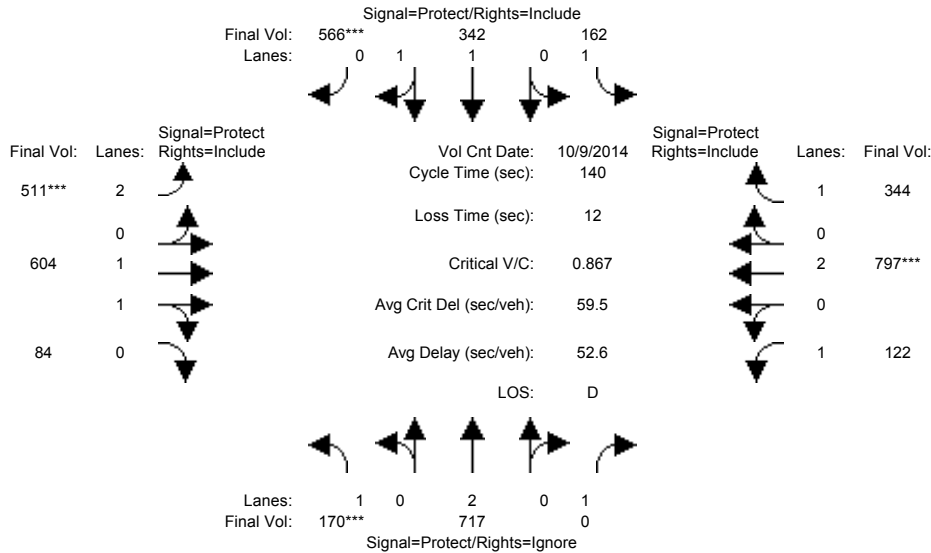 Signal=Protect/Rights=Include
Final Vol: 566*** 342 162
Lanes: 0 1 1 0 1
Signal=Protect Signal=Protect
Final Vol: Lanes: Rights=Include Vol Cnt Date: 10/9/2014 Rights=Include Lanes: Final Vol:
Cycle Time (sec): 140
511*** 2 1 344
Loss Time (sec): 12
0 0
604 1 Critical V/C: 0.867 2 797***
1 Avg Crit Del (sec/veh): 59.5 0
84 0 Avg Delay (sec/veh): 52.6 1 122
LOS: D
Lanes: 1 0 2 0 1
Final Vol: 170*** 717 0
Signal=Protect/Rights=Ignore